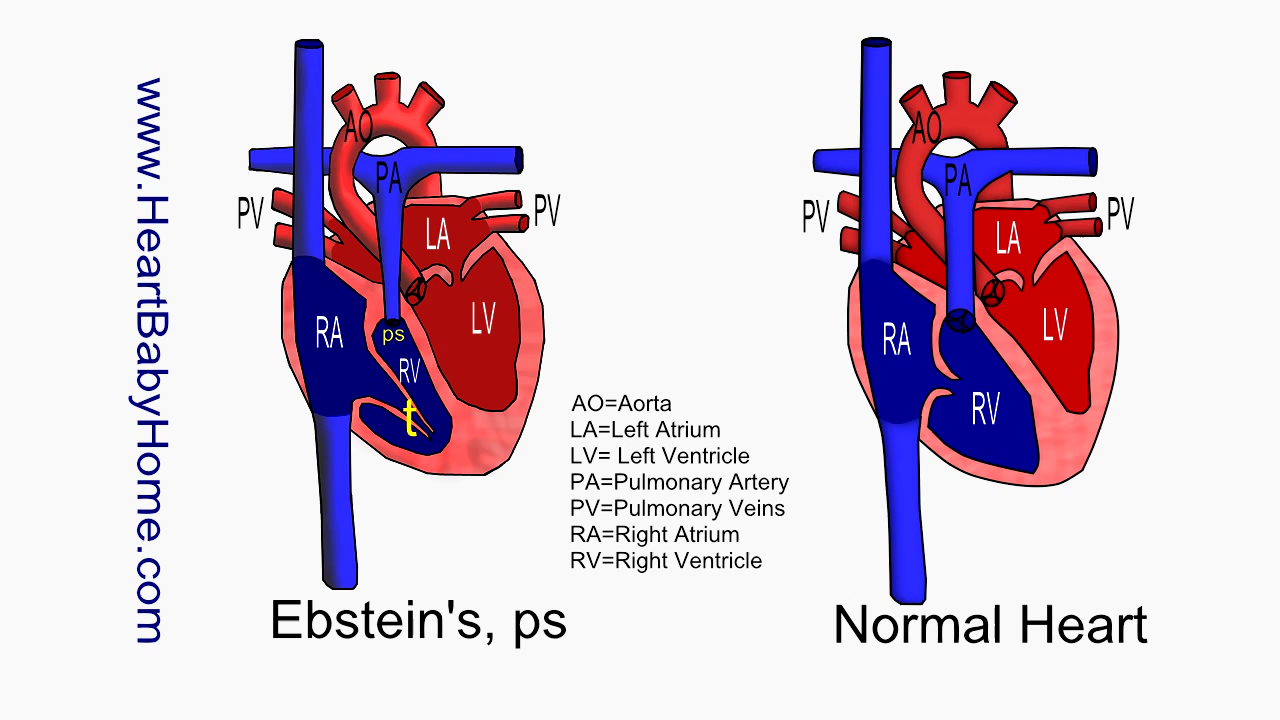 www.HeartBabyHome.com
AO
PA
PV
PV
LA
LV
RA
ps
RV
t
Ebstein's, ps
AO=Aorta
LA=Left Atrium
LV= Left Ventricle
PA=Pulmonary Artery
PV=Pulmonary Veins
RA=Right Atrium
RV=Right Ventricle
AO
PA
PV
PV
LA
LV
RA
RV
Normal Heart